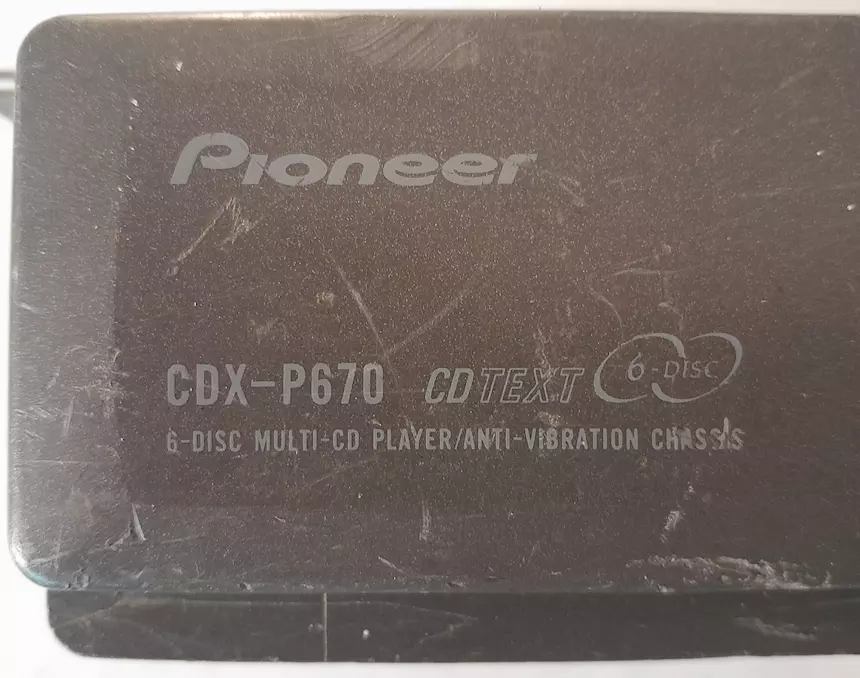 Pioneer
CDX-P670 CD TEXT 6-DISC
6-DISC MULTI-CD PLAYER/ANTI-VIBRATION CHASSIS